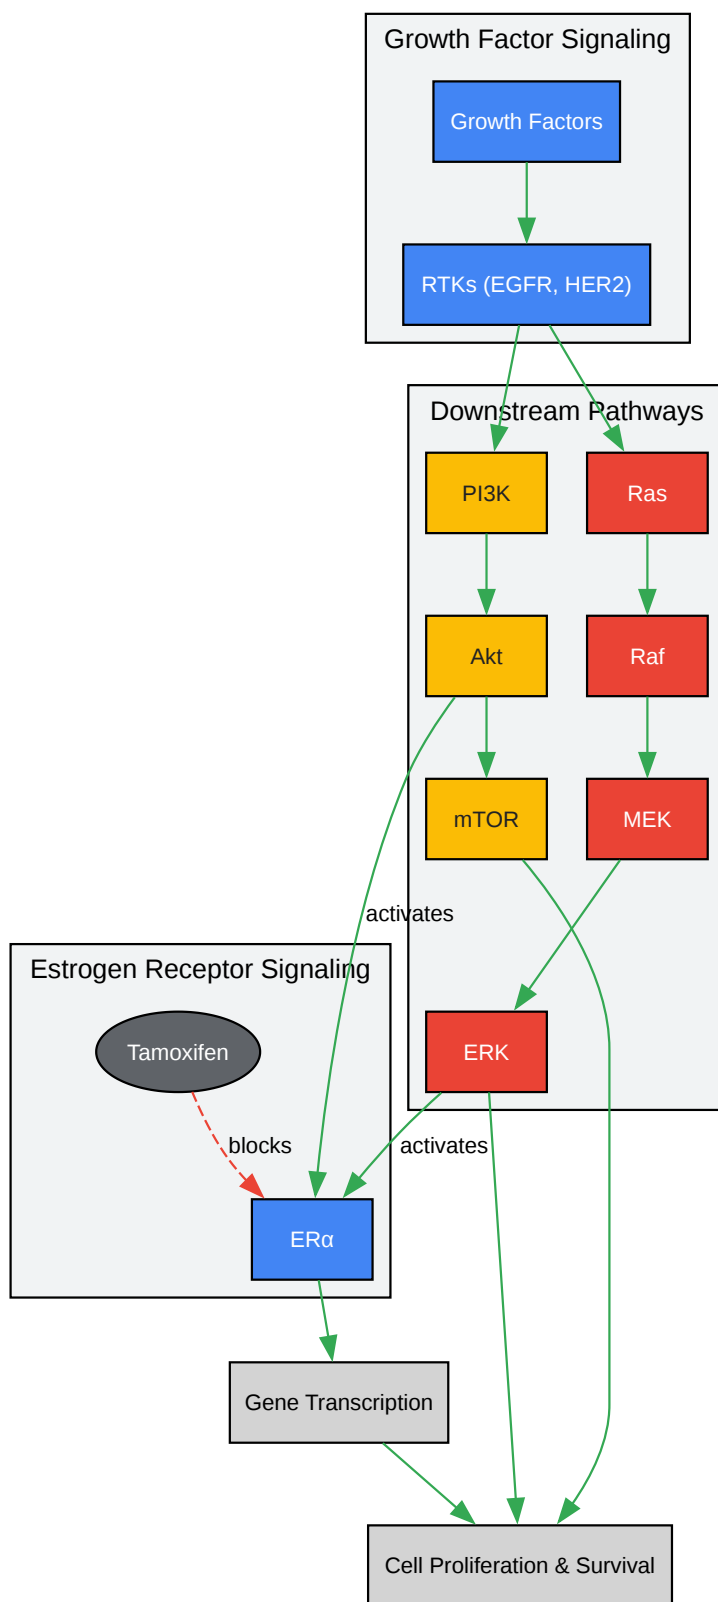 Growth Factor Signaling
Growth Factors
RTKs (EGFR, HER2)
Downstream Pathways
PI3K
Ras
Akt
Raf
mTOR
MEK
activates
Estrogen Receptor Signaling
Tamoxifen
ERK
blocks
activates
ERα
Gene Transcription
Cell Proliferation & Survival